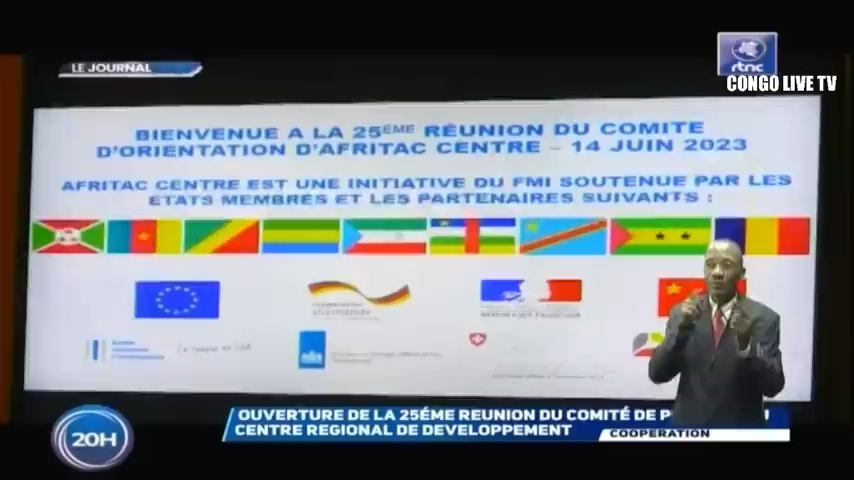 LE JOURNAL
rtnc
CONGO LIVE TV
BIENVENUE A LA 25ÈME RÉUNION DU COMITE
D'ORIENTATION D'AFRITAC CENTRE – 14 JUIN 2023
AFRITAC CENTRE EST UNE INITIATIVE DU FMI SOUTENUE PAR LES
ETATS MEMBRES ET LES PARTENAIRES SUIVANTS :
allemande
20H
OUVERTURE DE LA 25ÉME REUNION DU COMITÉ DE
CENTRE REGIONAL DE DEVELOPPEMENT
COOPERATION